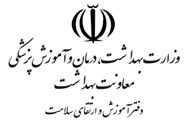 وزارت بهداشت، درمان و آموزش پزشکی
معاونت بهداشت
دفتر آموزش و ارتقای سلامت